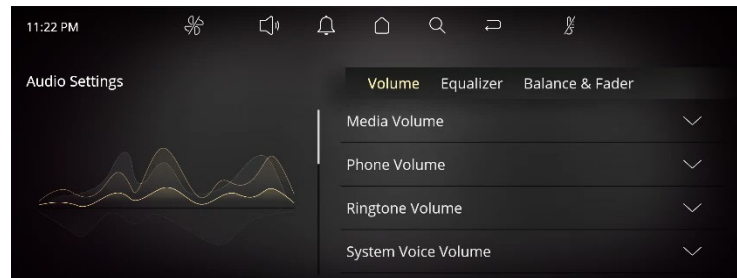 11:22 PM
Audio Settings
Volume Equalizer Balance & Fader
Media Volume
Phone Volume
Ringtone Volume
System Voice Volume